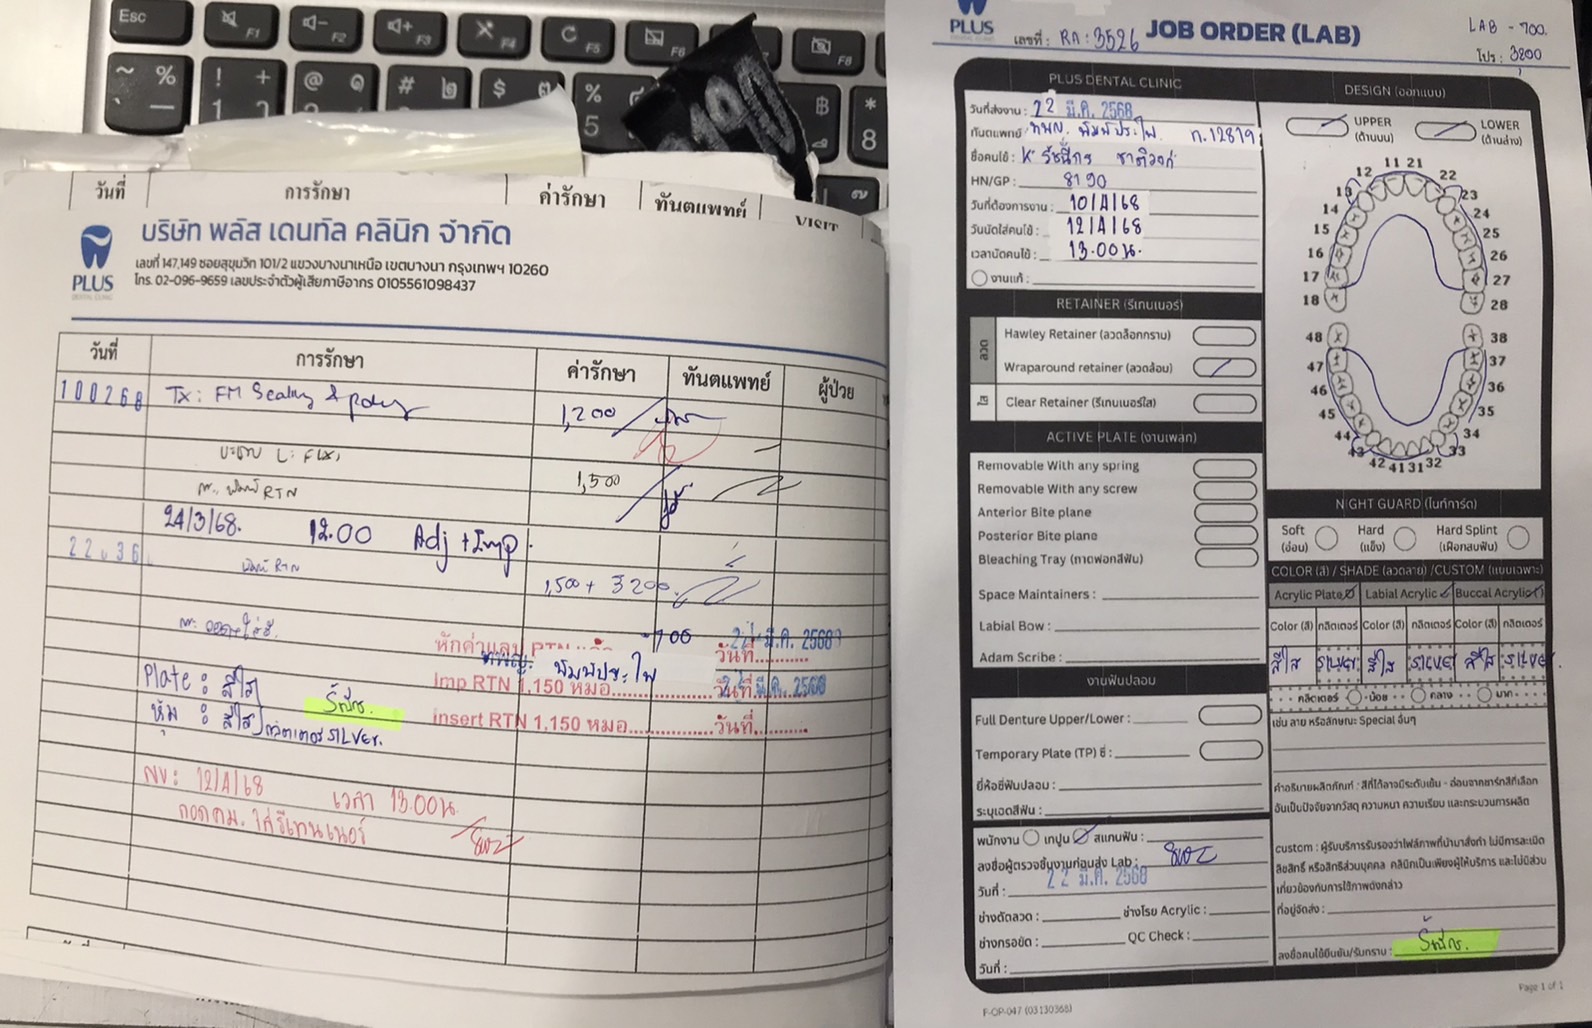 Esc F1 F2 F3 F4 F5 F6 F8
~ % ! + @ # $ % 5 ฿ * 8
วันที่ การรักษา ค่ารักษา ทันตแพทย์ VISIT
PLUS
บริษัท พลัส เดนทัล คลินิก จำกัด
เลขที่ 147,149 ซอยสุขุมวิท 101/2 แขวงบางนาเหนือ เขตบางนา กรุงเทพฯ 10260
โทร. 02-096-9659 เลขประจำตัวผู้เสียภาษีอากร 0105561098437
วันที่ การรักษา ค่ารักษา ทันตแพทย์ ผู้ป่วย
100268 Tx: FM Scaling & 1,200
1,500
RTN
24/3/68. 12.00 Adj + Imp.
22 . 36
พิมพ์ RTN 1,500 + 3200
หักค่าแลป RTN 700 วันที่ 22 มี.ค. 2568
พิมพ์ประไพ
Imp RTN 1,150 หมอ วันที่ 22 มี.ค. 2568
Plate : สีใส
insert RTN 1,150 หมอ วันที่
หุ้ม : สีใส กลิตเตอร์ SILVER.
NV: 12/4/68 เวลา 13.00น.
ถอดคม. ใส่รีเทนเนอร์
PLUS
เลขที่ : RA : 3526 JOB ORDER (LAB)
LAB - 700.
โปร : 3200
PLUS DENTAL CLINIC
วันที่ส่งงาน : 22 มี.ค. 2568
ทันตแพทย์ : ทพญ. พิมพ์ประไพ ท.12819
ชื่อคนไข้ : K' รัชนีกร
HN/GP : 8190
วันที่ต้องการงาน : 10/4/68
วันนัดใส่คนไข้ : 12/4/68
เวลานัดคนไข้ : 13.00น.
งานแก้ :
RETAINER (รีเทนเนอร์)
ลวด
Hawley Retainer (ลวดล็อกกราม)
Wraparound retainer (ลวดล้อม)
ใส
Clear Retainer (รีเทนเนอร์ใส)
ACTIVE PLATE (งานเพลท)
Removable With any spring
Removable With any screw
Anterior Bite plane
Posterior Bite plane
Bleaching Tray (ถาดฟอกสีฟัน)
Space Maintainers :
Labial Bow :
Adam Scribe :
งานฟันปลอม
Full Denture Upper/Lower :
Temporary Plate (TP) ซี่ :
ยี่ห้อซี่ฟันปลอม :
ระบุเฉดสีฟัน :
พนักงาน เทปูน สแกนฟัน :
ลงชื่อผู้ตรวจชิ้นงานก่อนส่ง Lab :
วันที่ : 22 มี.ค. 2568
ช่างดัดลวด : ช่างโรย Acrylic :
ช่างกรอขัด : QC Check :
วันที่ :
DESIGN (ออกแบบ)
UPPER (ด้านบน) LOWER (ด้านล่าง)
11 21
12 22
13 23
14 24
15 25
16 26
17 27
18 28
48 38
47 37
46 36
45 35
44 34
43 33
42 41 31 32
NIGHT GUARD (ไนท์การ์ด)
Soft (อ่อน) Hard (แข็ง) Hard Splint (เฝือกสบฟัน)
COLOR (สี) / SHADE (ลวดลาย) /CUSTOM (แบบเฉพาะ)
Acrylic Plate Labial Acrylic Buccal Acrylic
Color (สี) กลิตเตอร์ Color (สี) กลิตเตอร์ Color (สี) กลิตเตอร์
สีใส SILVER. สีใส SILVER สีใส SILVER.
กลิตเตอร์ น้อย กลาง มาก
เช่น ลาย หรือลักษณะ Special อื่นๆ
คำอธิบายผลิตภัณฑ์ : สีที่ได้อาจมีระดับเข้ม - อ่อนจากชาร์ทสีที่เลือก
อันเป็นปัจจัยจากวัสดุ ความหนา ความเรียบ และกระบวนการผลิต
custom : ผู้รับบริการรับรองว่าไฟล์ภาพที่นำมาสั่งทำ ไม่มีการละเมิด
ลิขสิทธิ์ หรือสิทธิส่วนบุคคล คลินิกเป็นเพียงผู้ให้บริการ และไม่มีส่วน
เกี่ยวข้องกับการใช้ภาพดังกล่าว
ที่อยู่จัดส่ง :
ลงชื่อคนไข้ยืนยัน/รับทราบ :
F-OP-047 (03130368)
Page 1 of 1